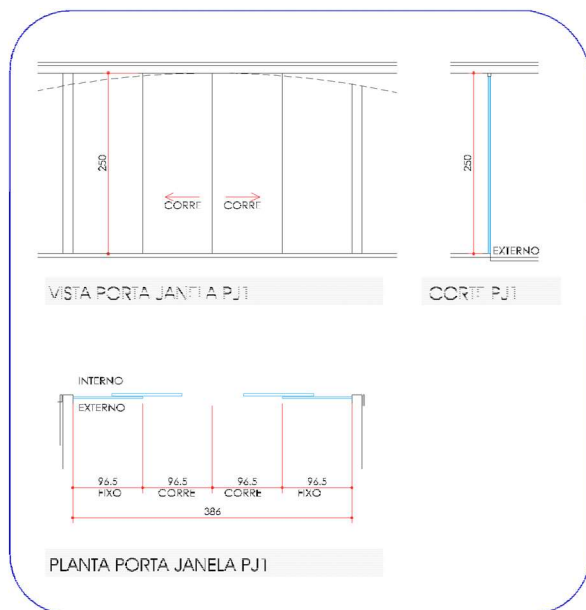 250
CORRE CORRE
250
EXTERNO
VISTA PORTA JANELA PJ1
CORTE PJ1
INTERNO
EXTERNO
96.5 96.5 96.5 96.5
FIXO CORRE CORRE FIXO
386
PLANTA PORTA JANELA PJ1